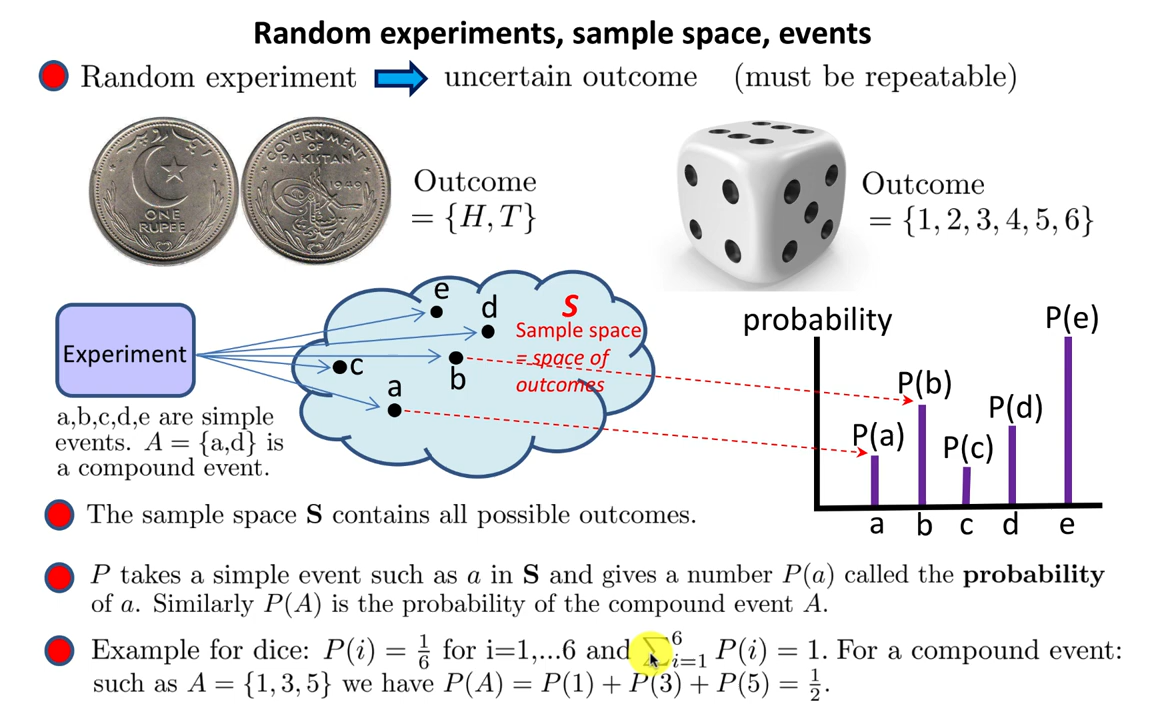 Random experiments, sample space, events
Random experiment uncertain outcome (must be repeatable)
ONE
RUPEE
GOVERNMENT
OF
PAKISTAN
1949
Outcome
= {H, T}
Outcome
= {1, 2, 3, 4, 5, 6}
Experiment
a,b,c,d,e are simple
events. A = {a,d} is
a compound event.
e
d
c
b
a
S
Sample space
= space of
outcomes
probability
P(a)
P(b)
P(c)
P(d)
P(e)
a b c d e
The sample space S contains all possible outcomes.
P takes a simple event such as a in S and gives a number P(a) called the probability
of a. Similarly P(A) is the probability of the compound event A.
Example for dice: P(i) = 1/6 for i=1,...6 and ∑_{i=1}^{6} P(i) = 1. For a compound event:
such as A = {1, 3, 5} we have P(A) = P(1) + P(3) + P(5) = 1/2.